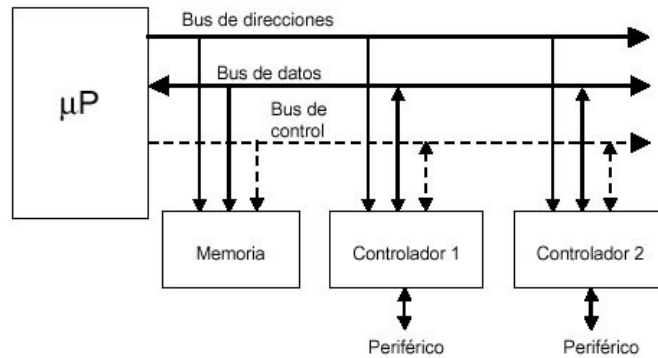 Bus de direcciones
Bus de datos
µP
Bus de
control
Memoria
Controlador 1
Controlador 2
Periférico
Periférico